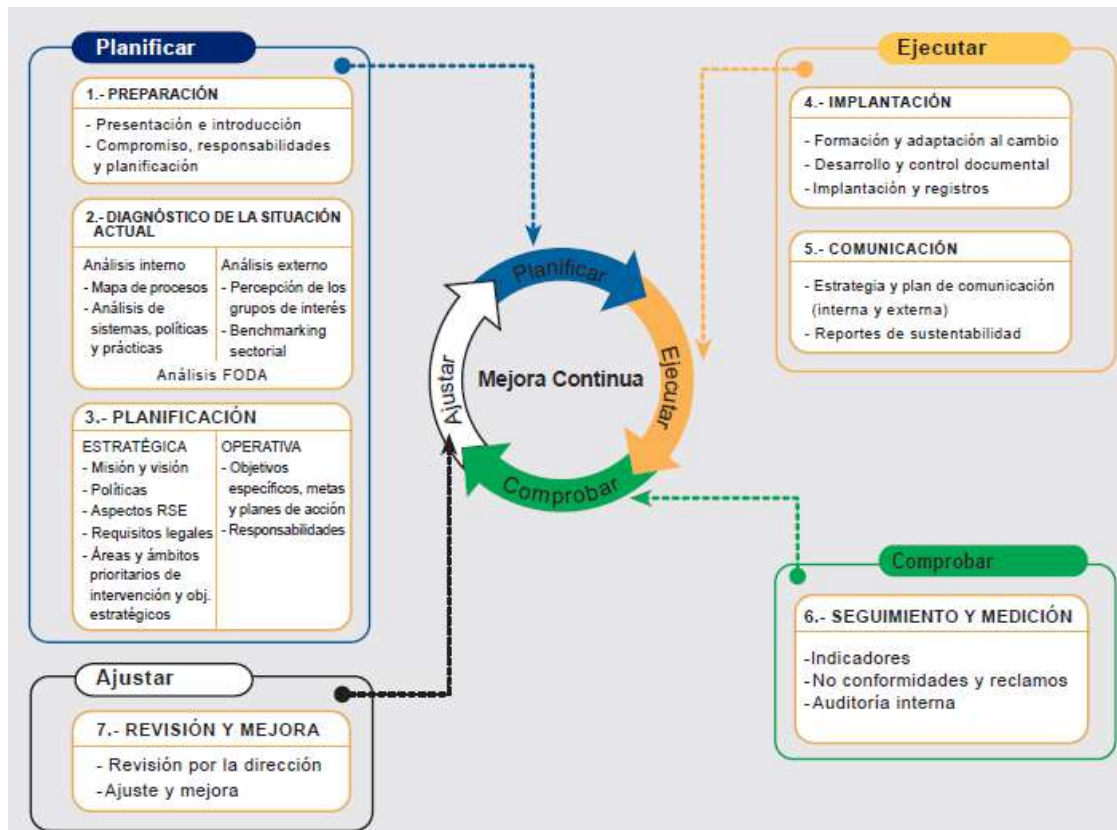 Planificar
1.- PREPARACIÓN
- Presentación e introducción
- Compromiso, responsabilidades
y planificación
2.- DIAGNÓSTICO DE LA SITUACIÓN
ACTUAL
Análisis interno
- Mapa de procesos
- Análisis de
sistemas, políticas
y prácticas
Análisis externo
- Percepción de los
grupos de interés
- Benchmarking
sectorial
Análisis FODA
3.- PLANIFICACIÓN
ESTRATÉGICA
- Misión y visión
- Políticas
- Aspectos RSE
- Requisitos legales
- Áreas y ámbitos
prioritarios de
intervención y obj.
estratégicos
OPERATIVA
- Objetivos
específicos, metas
y planes de acción
- Responsabilidades
Ejecutar
4.- IMPLANTACIÓN
- Formación y adaptación al cambio
- Desarrollo y control documental
- Implantación y registros
5.- COMUNICACIÓN
- Estrategia y plan de comunicación
(interna y externa)
- Reportes de sustentabilidad
Planificar
Ejecutar
Comprobar
Ajustar
Mejora Continua
Comprobar
6.- SEGUIMIENTO Y MEDICIÓN
-Indicadores
-No conformidades y reclamos
-Auditoría interna
Ajustar
7.- REVISIÓN Y MEJORA
- Revisión por la dirección
-Ajuste y mejora